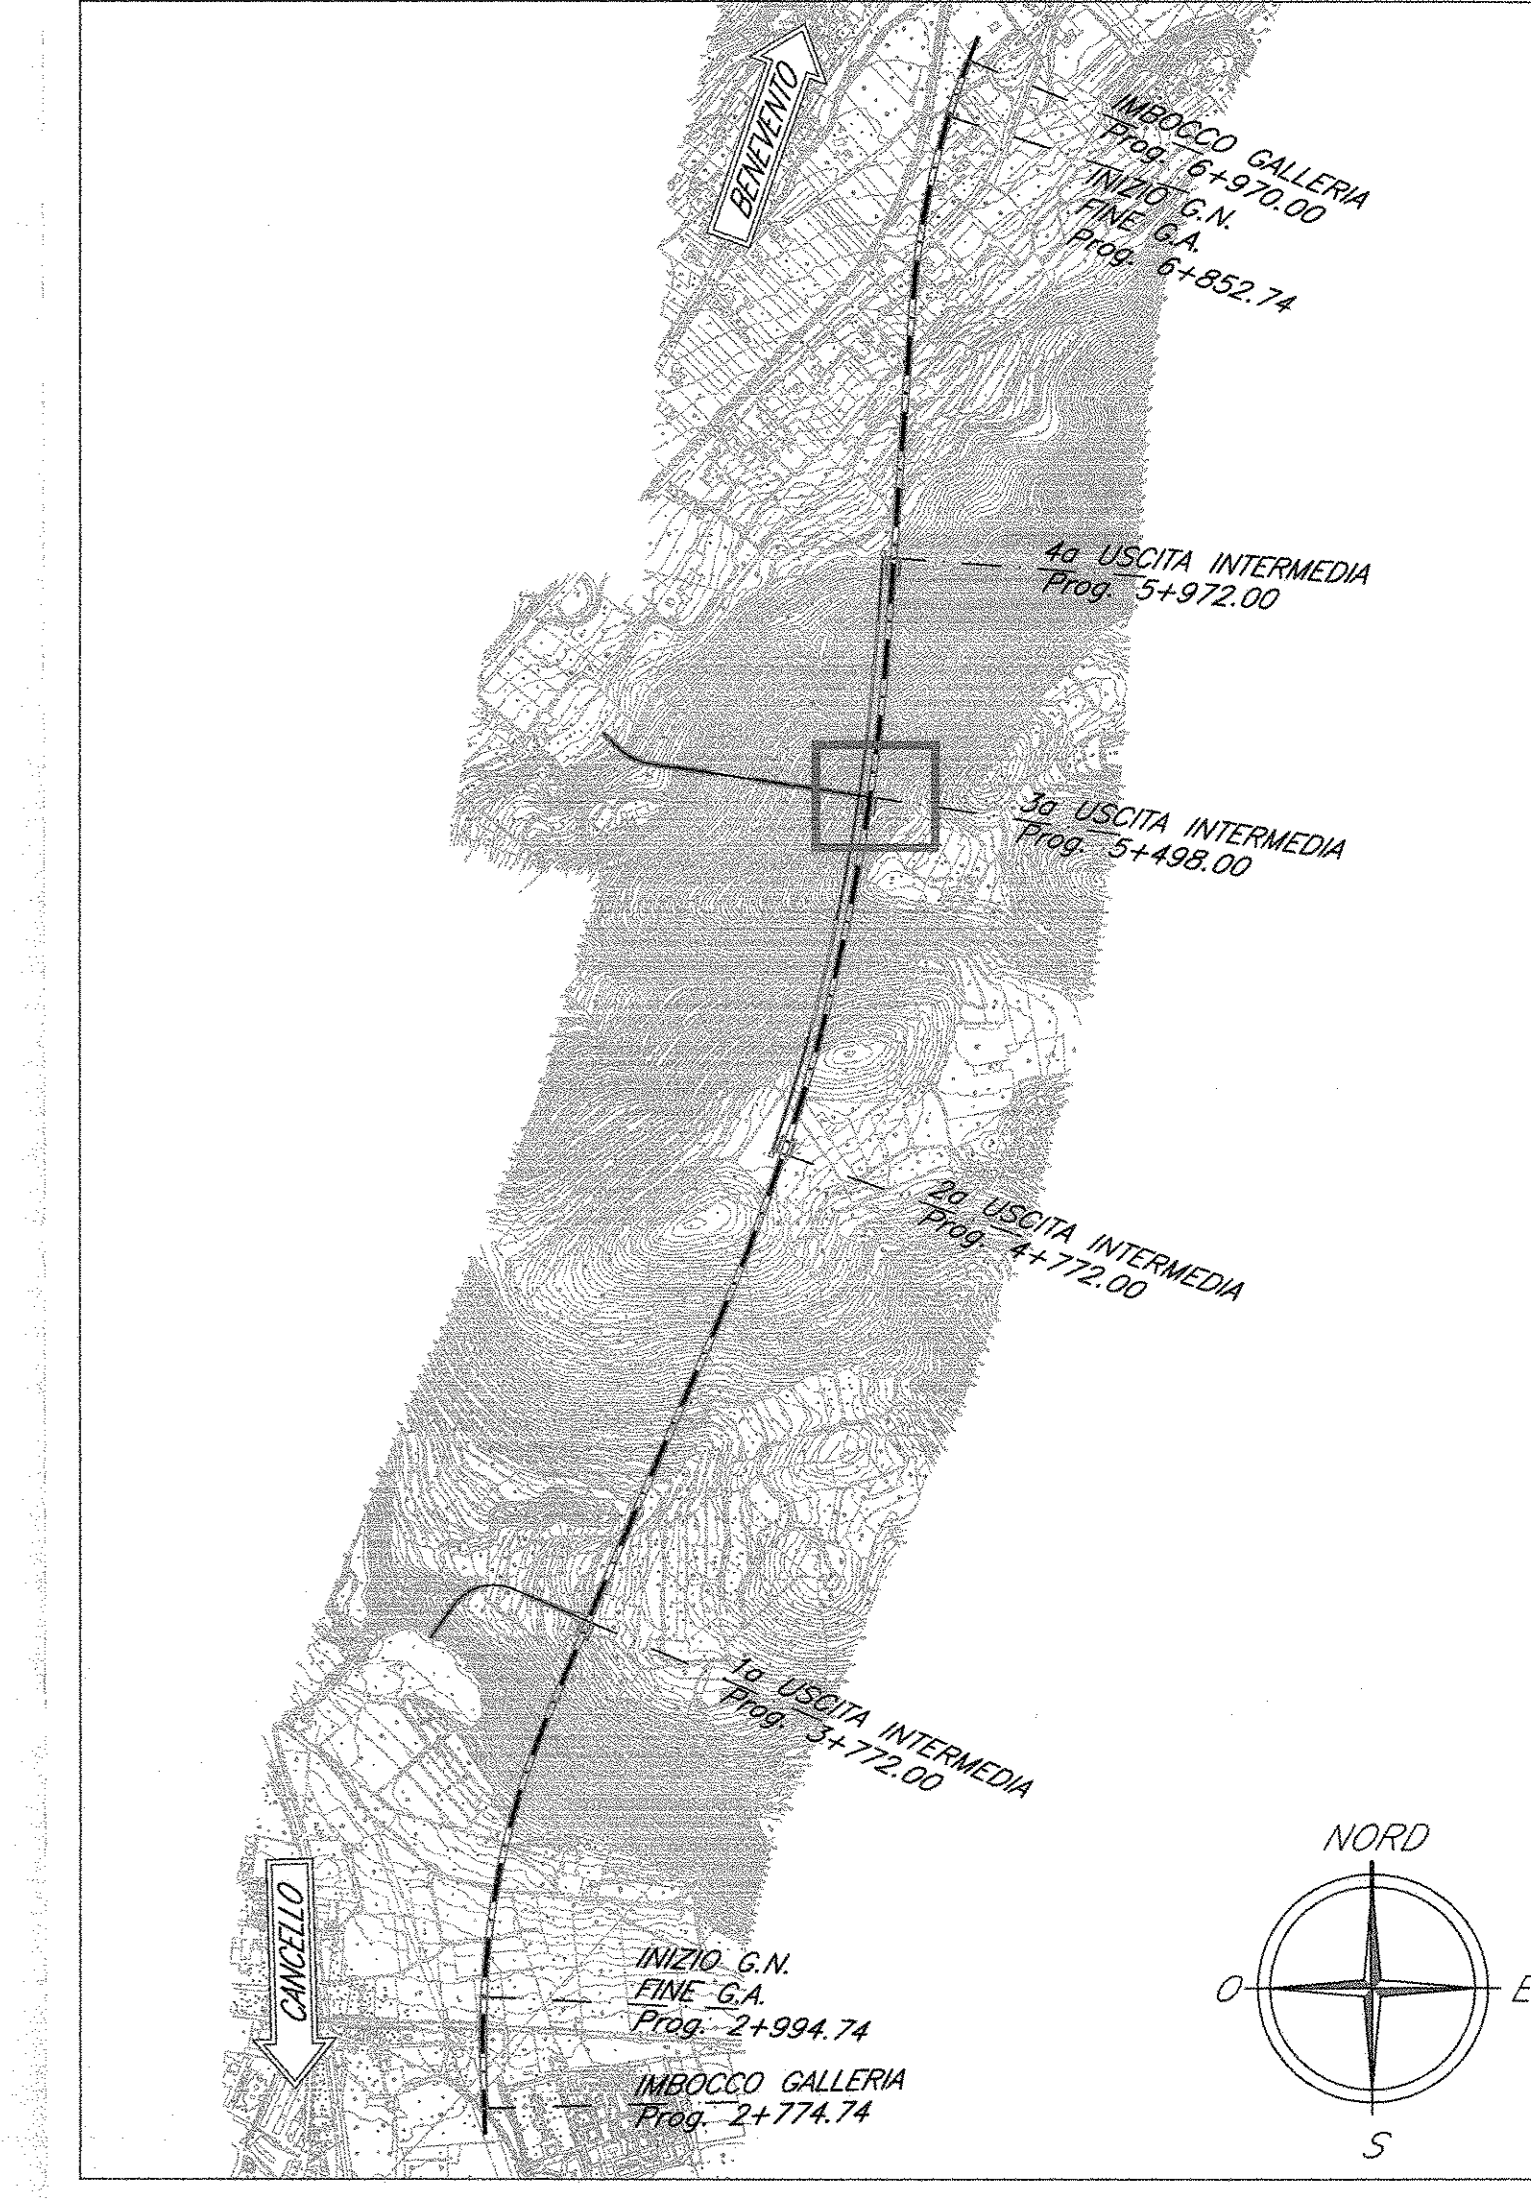 BENEVENTO
IMBOCCO GALLERIA
Prog. 6+970.00
INIZIO G.N.
FINE G.A.
Prog. 6+852.74
4a USCITA INTERMEDIA
Prog. 5+972.00
3a USCITA INTERMEDIA
Prog. 5+498.00
2a USCITA INTERMEDIA
Prog. 4+772.00
1a USCITA INTERMEDIA
Prog. 3+772.00
CANCELLO
INIZIO G.N.
FINE G.A.
Prog. 2+994.74
IMBOCCO GALLERIA
Prog. 2+774.74
NORD
O
E
S